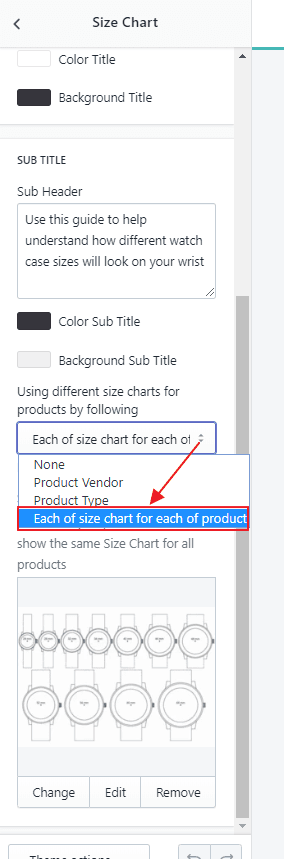 Size Chart
Color Title
Background Title
SUB TITLE
Sub Header
Use this guide to help
understand how different watch
case sizes will look on your wrist
Color Sub Title
Background Sub Title
Using different size charts for
products by following
Each of size chart for each of
None
Product Vendor
Product Type
Each of size chart for each of product
show the same Size Chart for all
products
Change Edit Remove
Theme actions